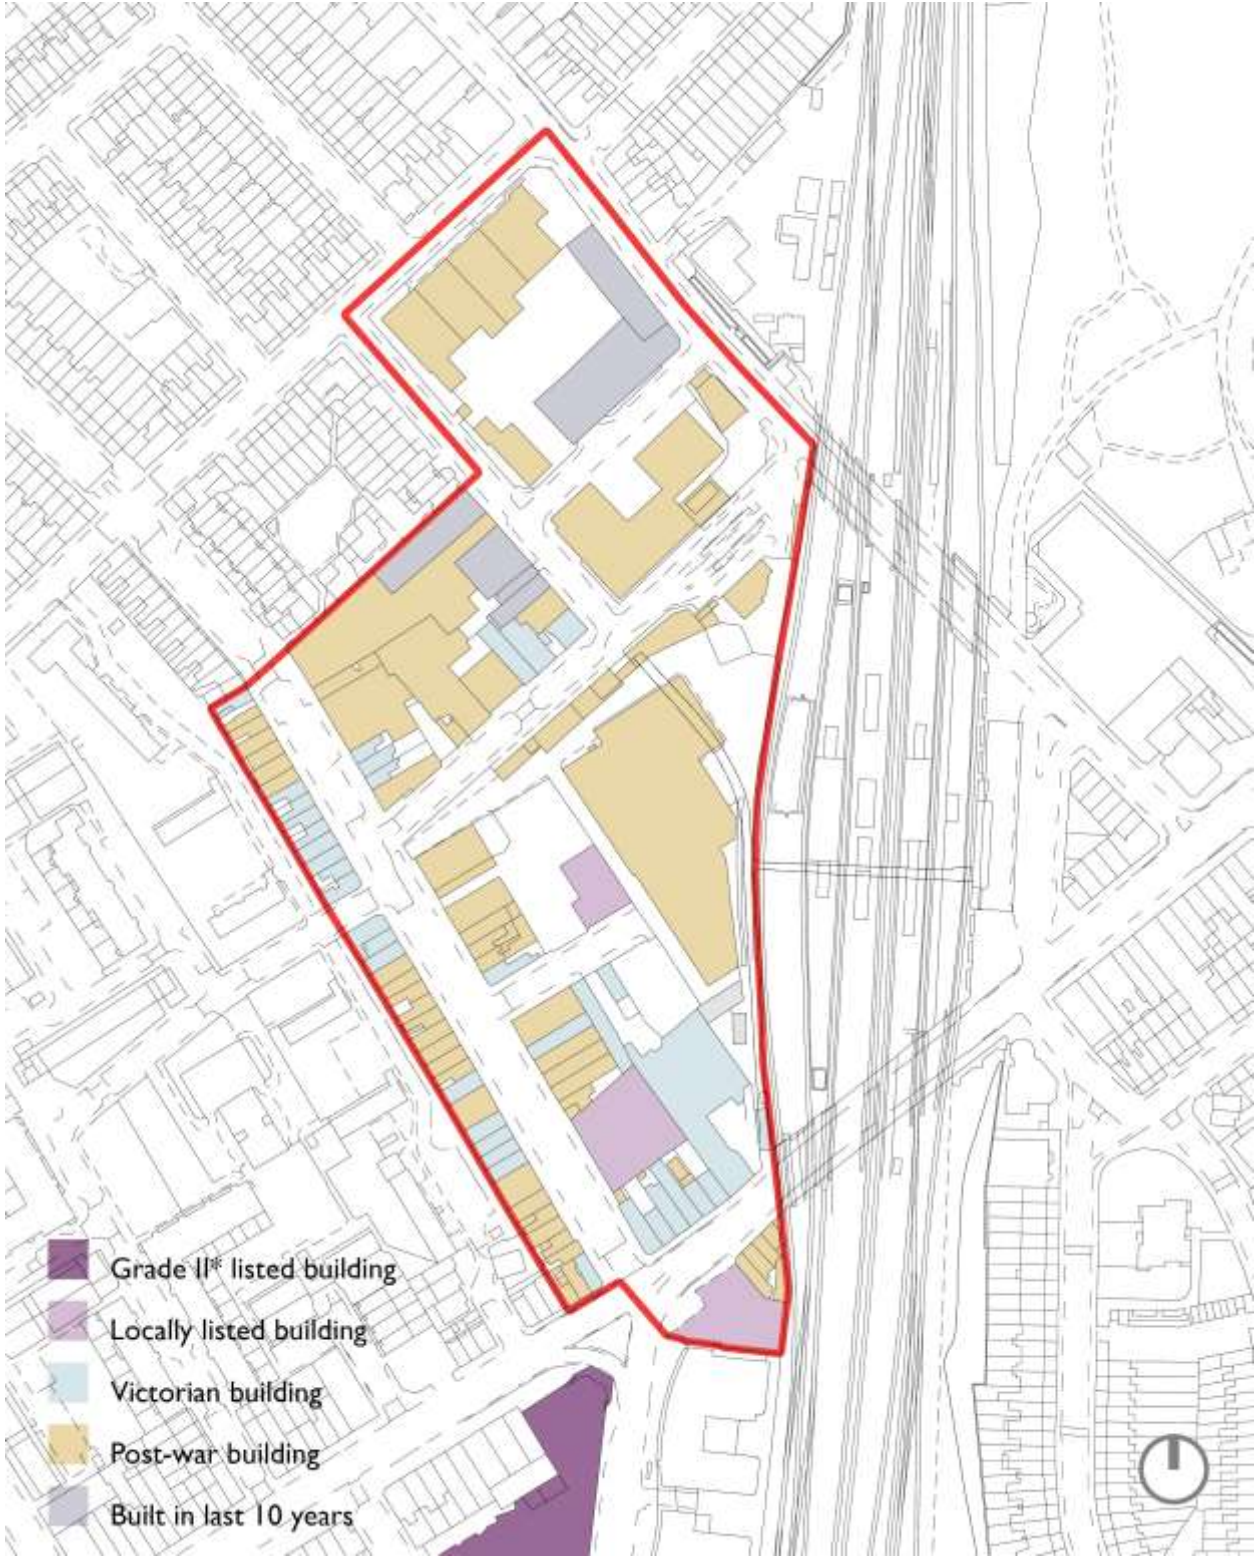 Grade II* listed building
Locally listed building
Victorian building
Post-war building
Built in last 10 years